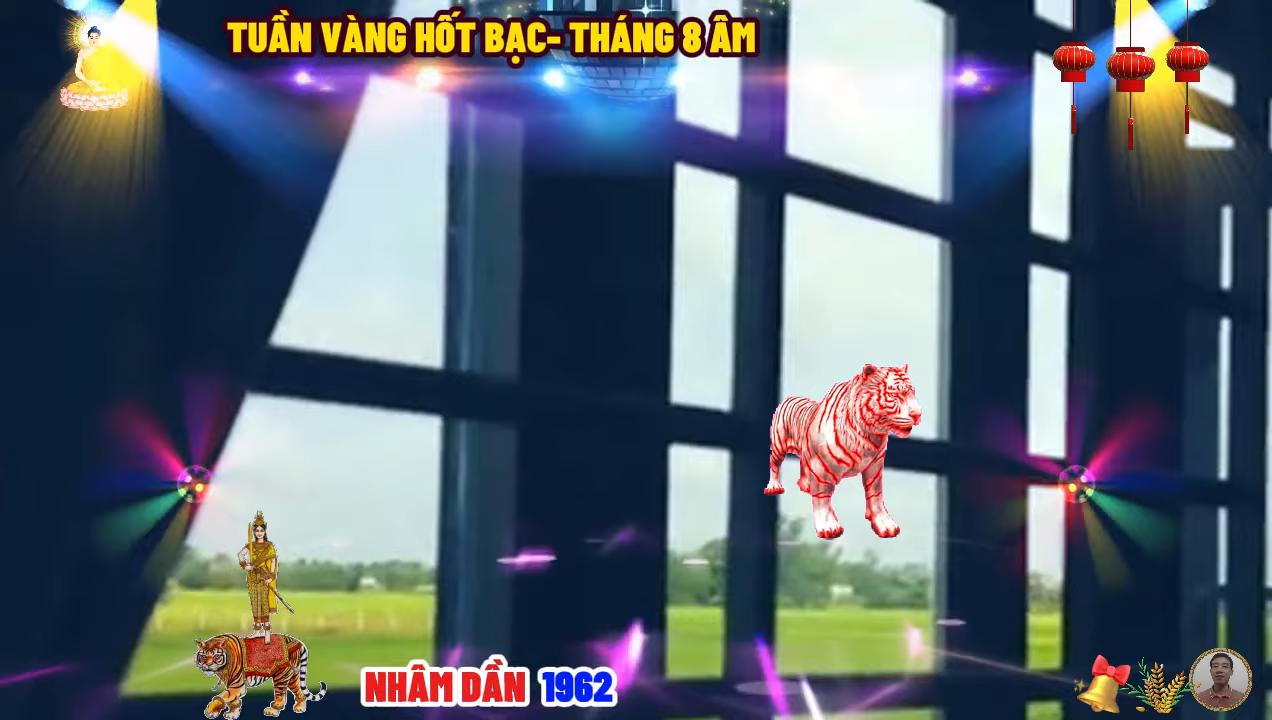 TUẦN VÀNG HỐT BẠC- THÁNG 8 ÂM
NHÂM DẦN 1962